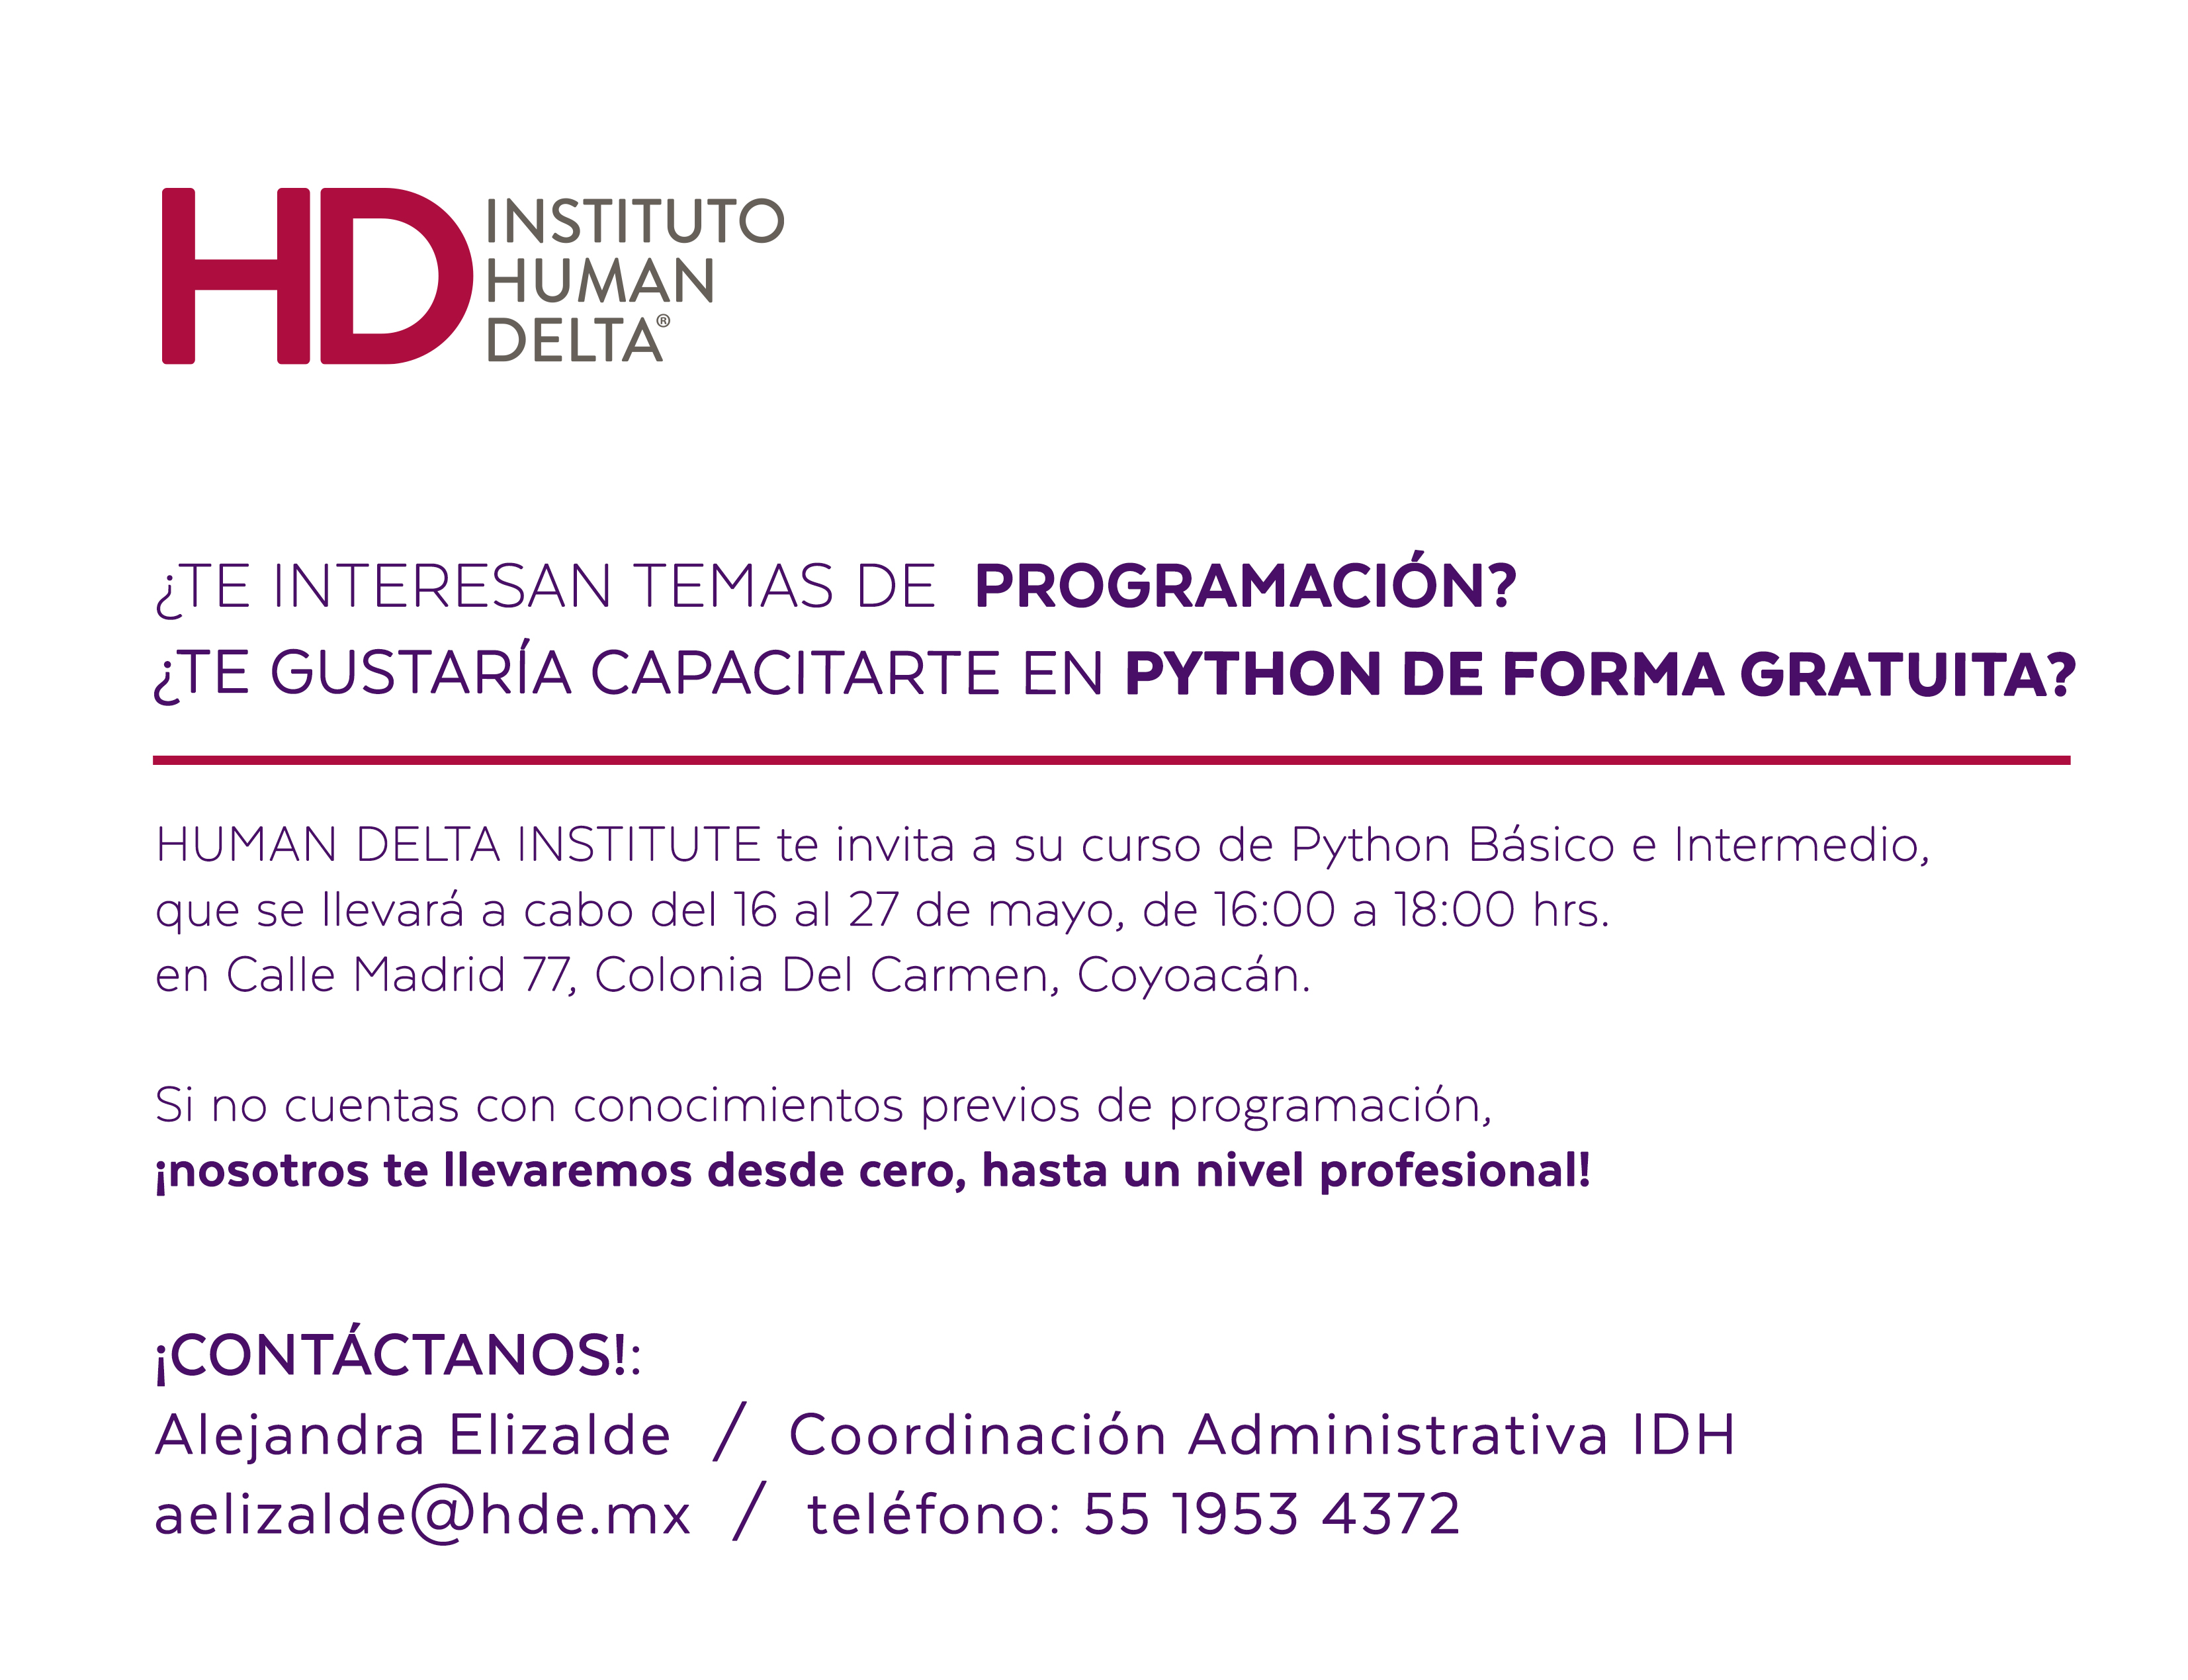 HD INSTITUTO
HUMAN
DELTA®
¿TE INTERESAN TEMAS DE PROGRAMACIÓN?
¿TE GUSTARÍA CAPACITARTE EN PYTHON DE FORMA GRATUITA?
HUMAN DELTA INSTITUTE te invita a su curso de Python Básico e Intermedio,
que se llevará a cabo del 16 al 27 de mayo, de 16:00 a 18:00 hrs.
en Calle Madrid 77, Colonia Del Carmen, Coyoacán.
Si no cuentas con conocimientos previos de programación,
¡nosotros te llevaremos desde cero, hasta un nivel profesional!
¡CONTÁCTANOS!:
Alejandra Elizalde / Coordinación Administrativa IDH
aelizalde@hde.mx / teléfono: 55 1953 4372